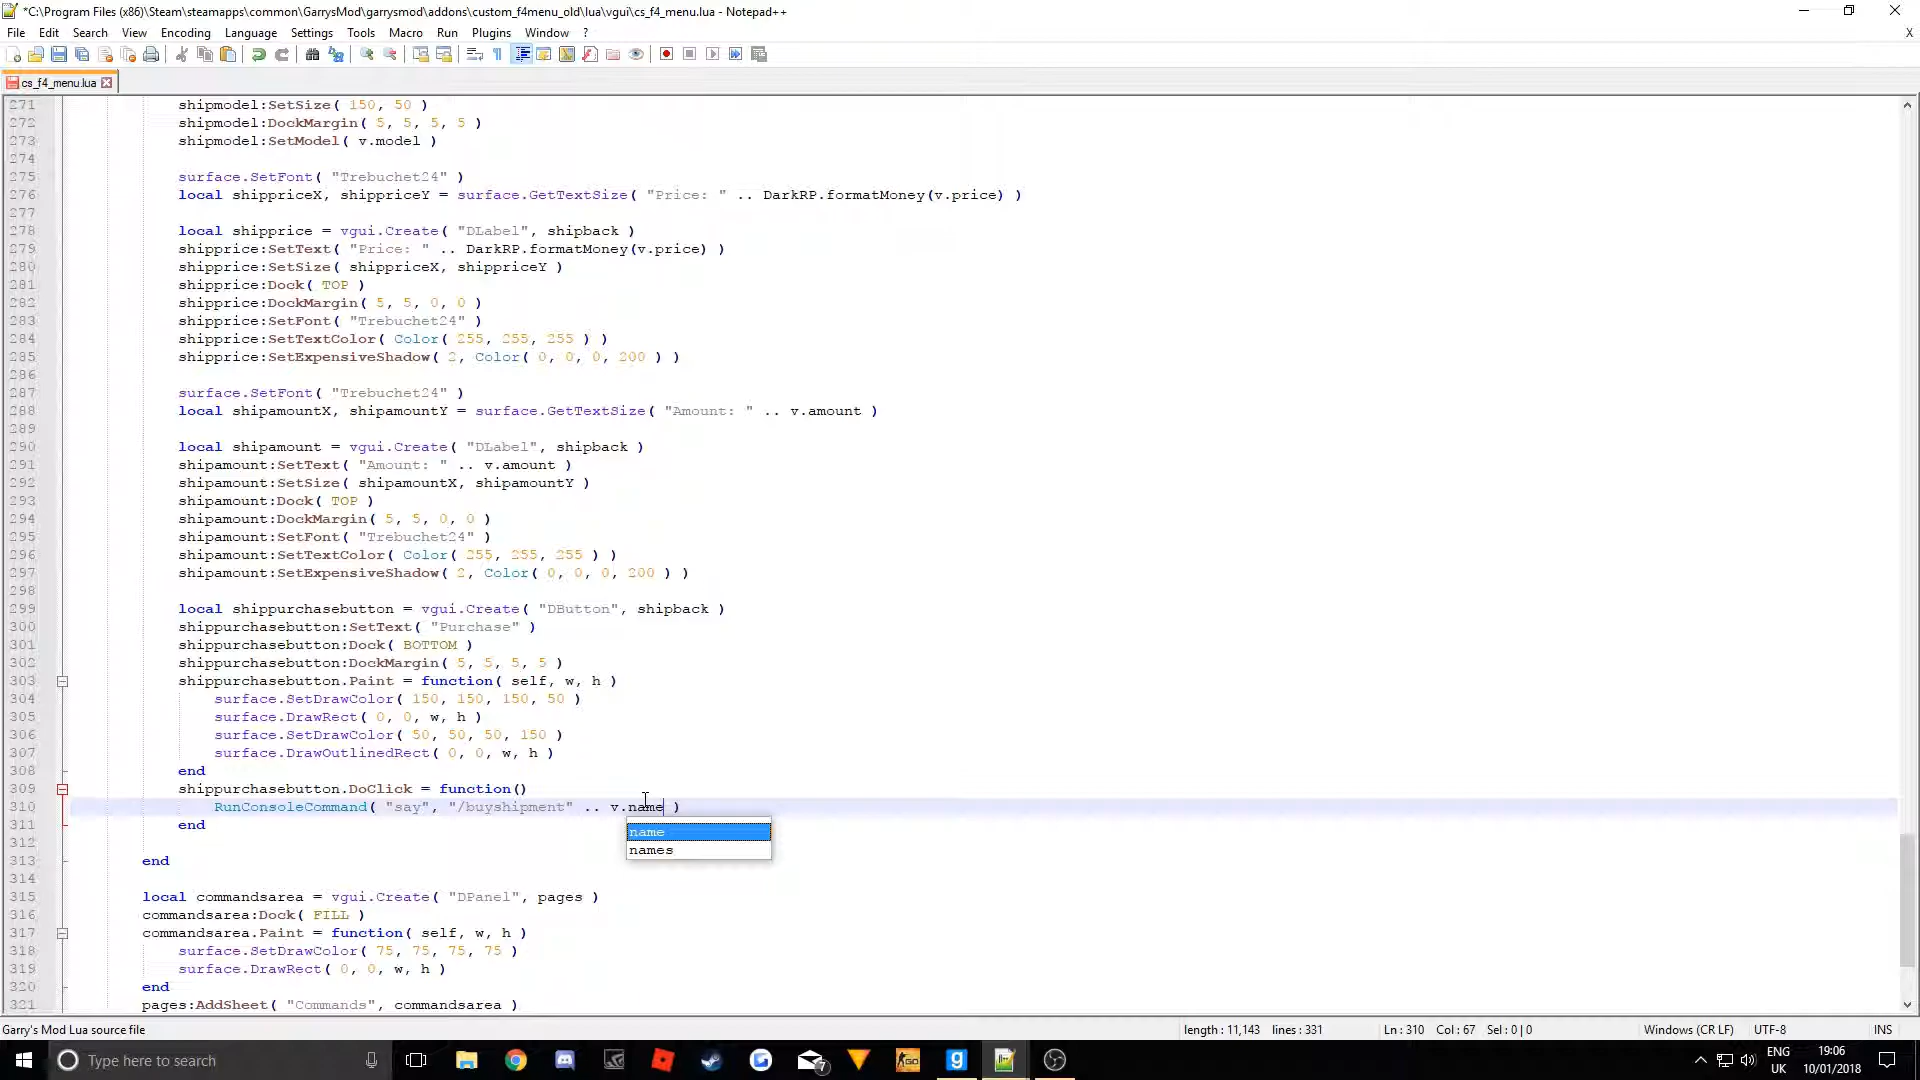 *C:\Program Files (x86)\Steam\steamapps\common\GarrysMod\garrysmod\addons\custom_f4menu_old\lua\vgui\cs_f4_menu.lua - Notepad++
File Edit Search View Encoding Language Settings Tools Macro Run Plugins Window ? X
cs_f4_menu.lua
271 shipmodel:SetSize( 150, 50 )
272 shipmodel:DockMargin( 5, 5, 5, 5 )
273 shipmodel:SetModel( v.model )
274
275 surface.SetFont( "Trebuchet24" )
276 local shippriceX, shippriceY = surface.GetTextSize( "Price: " .. DarkRP.formatMoney(v.price) )
277
278 local shipprice = vgui.Create( "DLabel", shipback )
279 shipprice:SetText( "Price: " .. DarkRP.formatMoney(v.price) )
280 shipprice:SetSize( shippriceX, shippriceY )
281 shipprice:Dock( TOP )
282 shipprice:DockMargin( 5, 5, 0, 0 )
283 shipprice:SetFont( "Trebuchet24" )
284 shipprice:SetTextColor( Color( 255, 255, 255 ) )
285 shipprice:SetExpensiveShadow( 2, Color( 0, 0, 0, 200 ) )
286
287 surface.SetFont( "Trebuchet24" )
288 local shipamountX, shipamountY = surface.GetTextSize( "Amount: " .. v.amount )
289
290 local shipamount = vgui.Create( "DLabel", shipback )
291 shipamount:SetText( "Amount: " .. v.amount )
292 shipamount:SetSize( shipamountX, shipamountY )
293 shipamount:Dock( TOP )
294 shipamount:DockMargin( 5, 5, 0, 0 )
295 shipamount:SetFont( "Trebuchet24" )
296 shipamount:SetTextColor( Color( 255, 255, 255 ) )
297 shipamount:SetExpensiveShadow( 2, Color( 0, 0, 0, 200 ) )
298
299 local shippurchasebutton = vgui.Create( "DButton", shipback )
300 shippurchasebutton:SetText( "Purchase" )
301 shippurchasebutton:Dock( BOTTOM )
302 shippurchasebutton:DockMargin( 5, 5, 5, 5 )
303 shippurchasebutton.Paint = function( self, w, h )
304 surface.SetDrawColor( 150, 150, 150, 50 )
305 surface.DrawRect( 0, 0, w, h )
306 surface.SetDrawColor( 50, 50, 50, 150 )
307 surface.DrawOutlinedRect( 0, 0, w, h )
308 end
309 shippurchasebutton.DoClick = function()
310 RunConsoleCommand( "say", "/buyshipment" .. v.name )
311 end
name
312
names
313 end
314
315 local commandsarea = vgui.Create( "DPanel", pages )
316 commandsarea:Dock( FILL )
317 commandsarea.Paint = function( self, w, h )
318 surface.SetDrawColor( 75, 75, 75, 75 )
319 surface.DrawRect( 0, 0, w, h )
320 end
321 pages:AddSheet( "Commands", commandsarea )
Garry's Mod Lua source file length : 11,143 lines : 331 Ln : 310 Col : 67 Sel : 0 | 0 Windows (CR LF) UTF-8 INS
Type here to search
7
GO
ENG
UK
19:06
10/01/2018